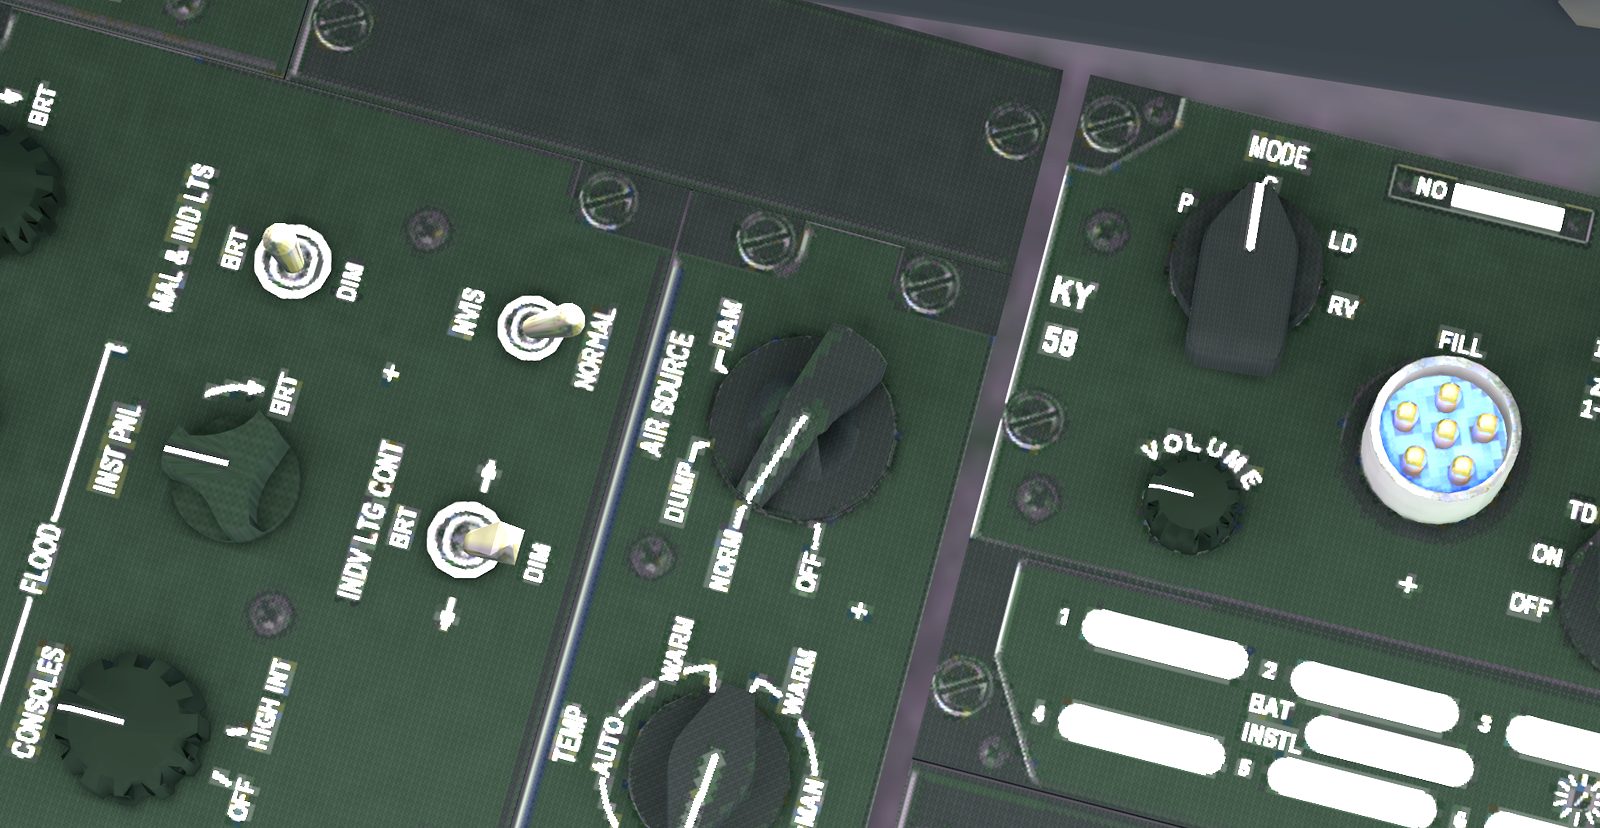 BRT
MAL & IND LTS
BRT
DIM
NVIS
NORMAL
INST PNL
BRT
FLOOD
INDV LTG CONT
BRT
DIM
CONSOLES
HIGH INT
OFF
AIR SOURCE
RAM
DUMP
NORM
OFF
TEMP
AUTO
WARM
WARM
MAN
MODE
P
C
LD
RV
KY
58
NO
FILL
VOLUME
TD
ON
OFF
1
2
3
BAT
INSTL
4
5
6